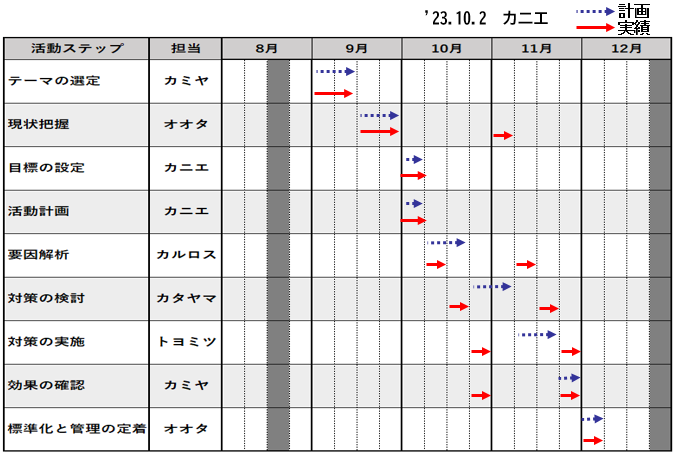 '23.10.2 カニエ
計画
実績
活動ステップ 担当 8月 9月 10月 11月 12月
テーマの選定 カミヤ
現状把握 オオタ
目標の設定 カニエ
活動計画 カニエ
要因解析 カルロス
対策の検討 カタヤマ
対策の実施 トヨミツ
効果の確認 カミヤ
標準化と管理の定着 オオタ